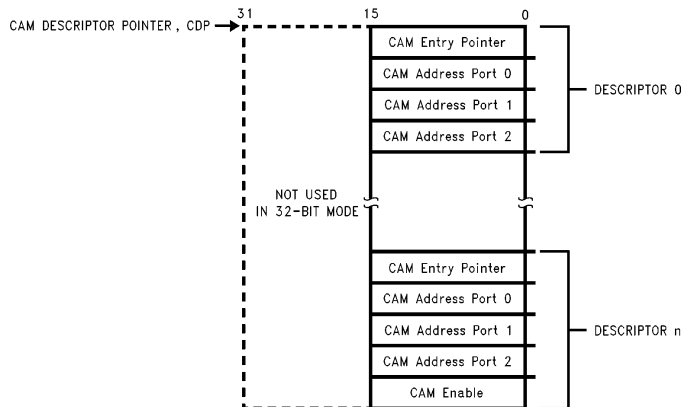 31 15 0
CAM DESCRIPTOR POINTER, CDP
CAM Entry Pointer
CAM Address Port 0
CAM Address Port 1
CAM Address Port 2
DESCRIPTOR 0
NOT USED
IN 32-BIT MODE
CAM Entry Pointer
CAM Address Port 0
CAM Address Port 1
CAM Address Port 2
CAM Enable
DESCRIPTOR n